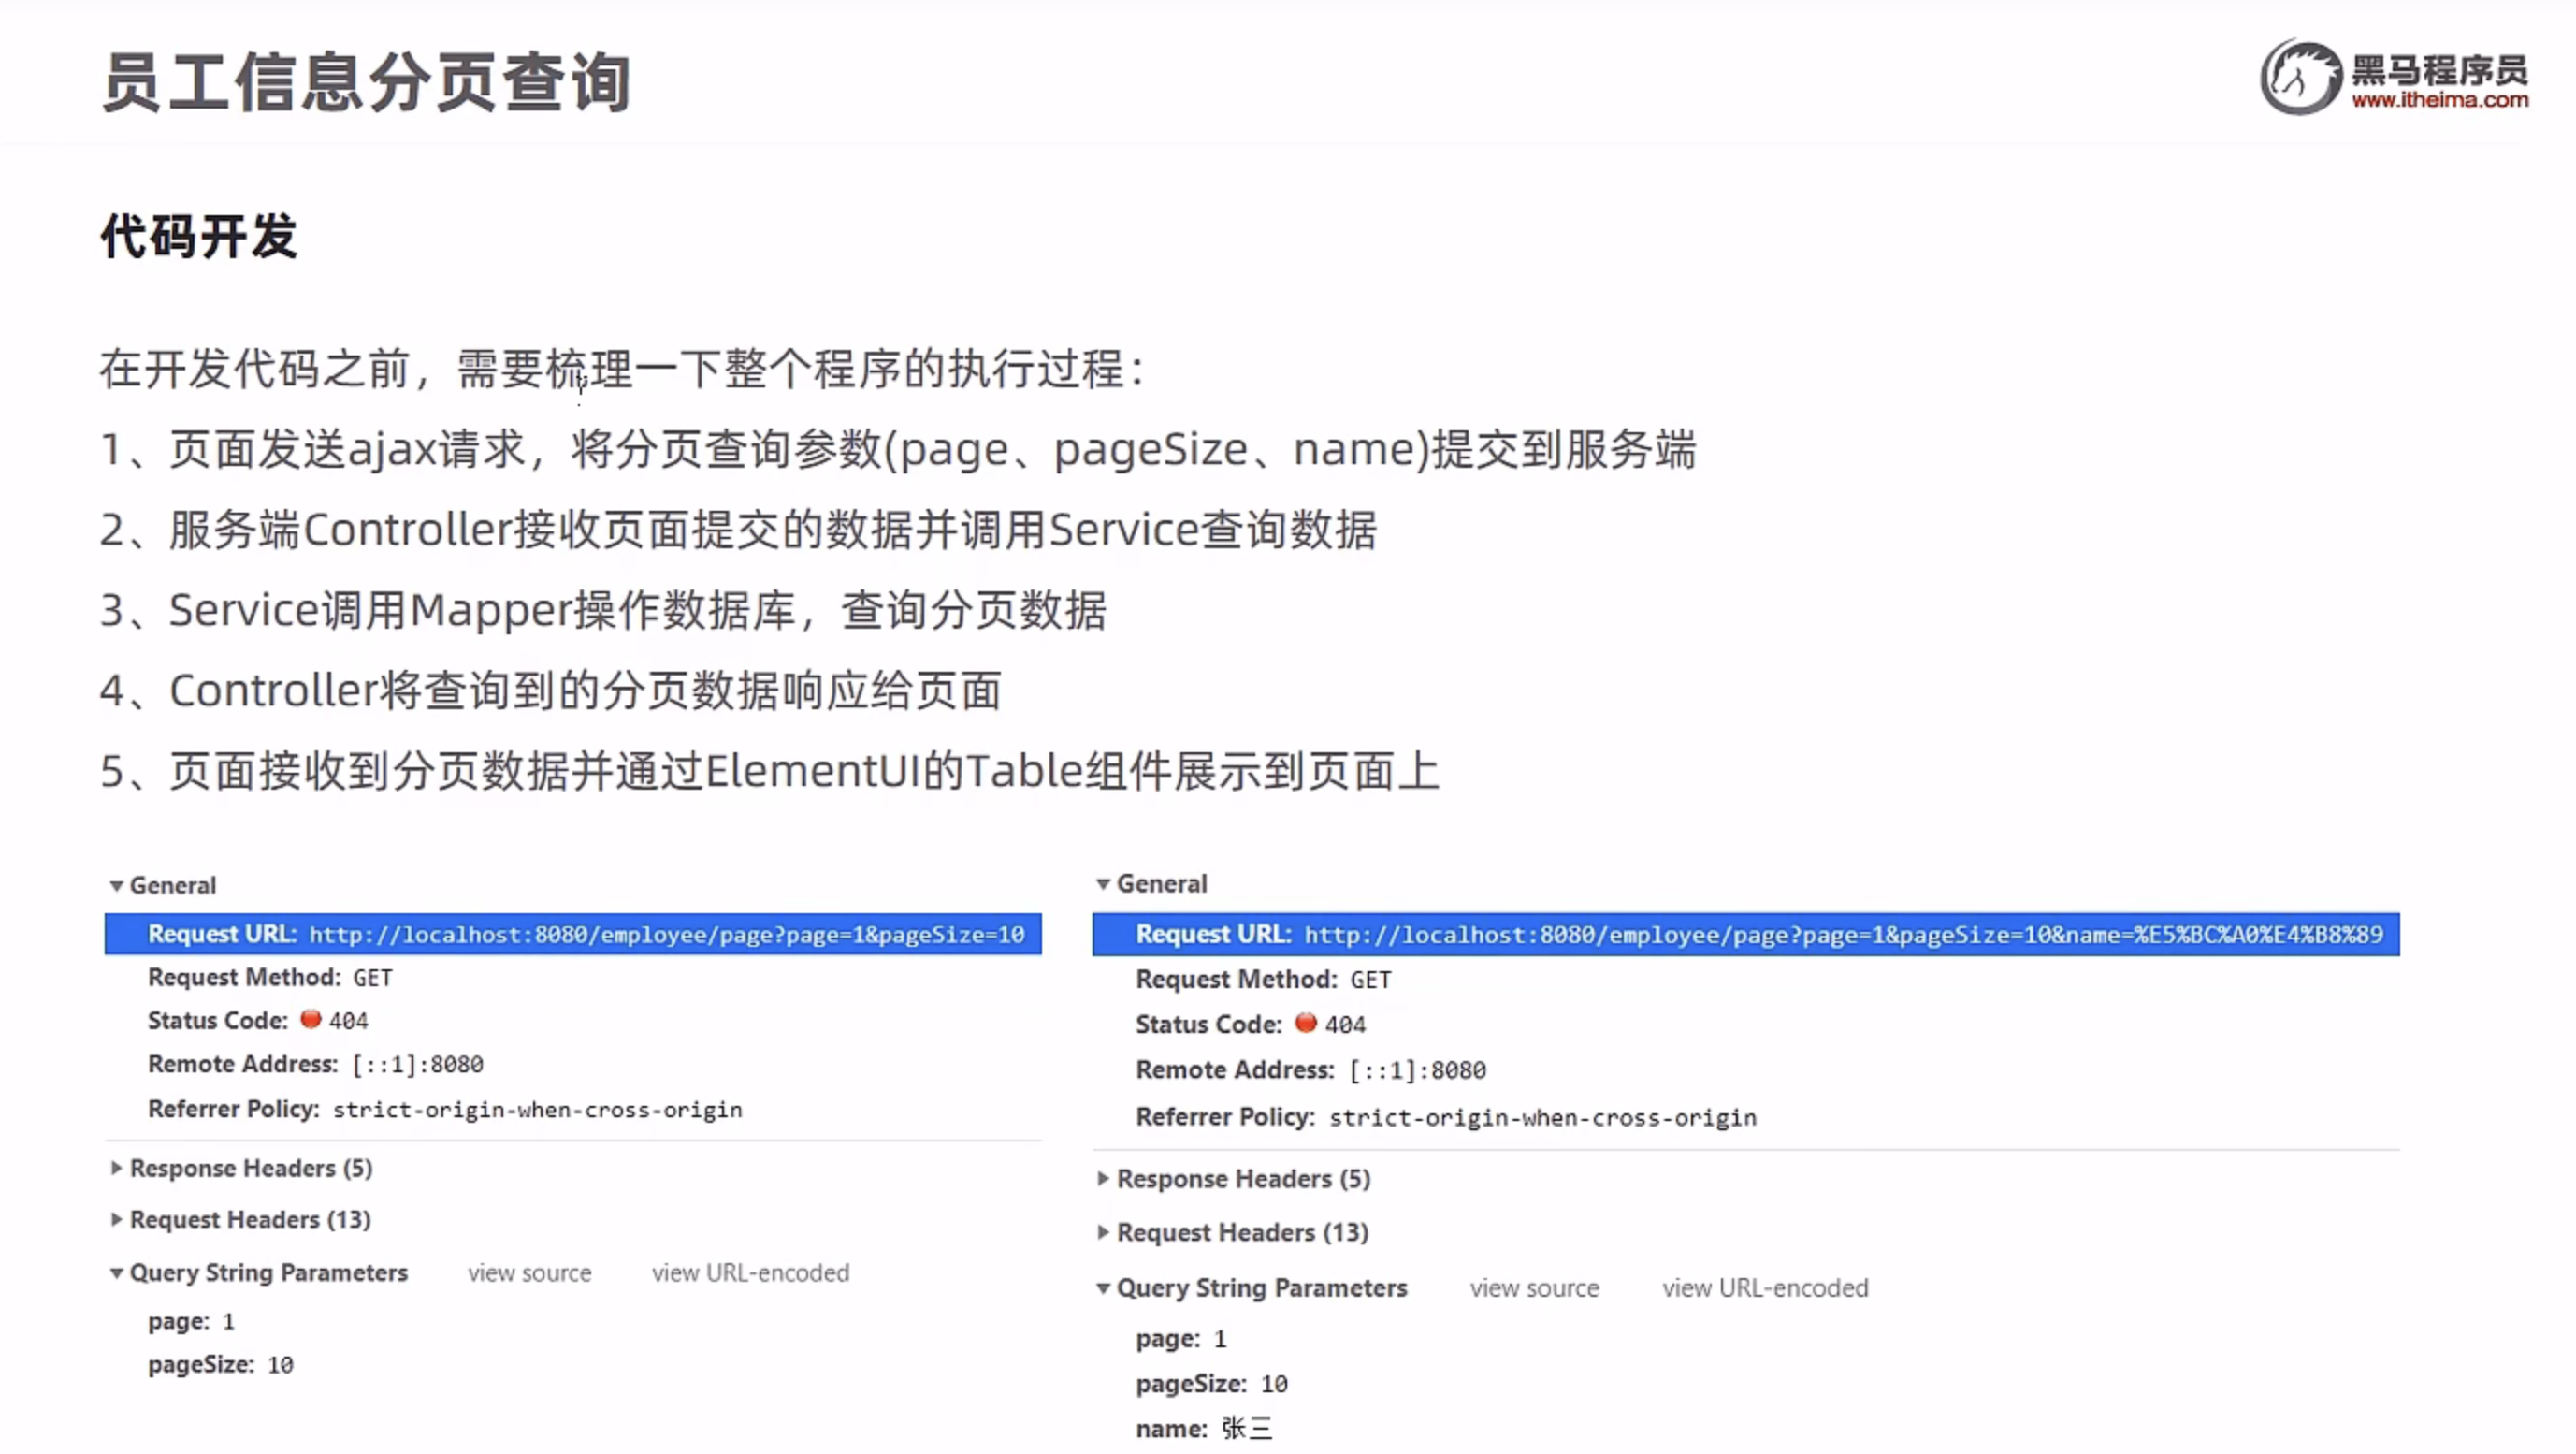 员工信息分页查询
黑马程序员
www.itheima.com
代码开发
在开发代码之前，需要梳理一下整个程序的执行过程：
1、页面发送ajax请求，将分页查询参数(page、pageSize、name)提交到服务端
2、服务端Controller接收页面提交的数据并调用Service查询数据
3、Service调用Mapper操作数据库，查询分页数据
4、Controller将查询到的分页数据响应给页面
5、页面接收到分页数据并通过ElementUI的Table组件展示到页面上
General
Request URL: http://localhost:8080/employee/page?page=1&pageSize=10
Request Method: GET
Status Code: 404
Remote Address: [::1]:8080
Referrer Policy: strict-origin-when-cross-origin
Response Headers (5)
Request Headers (13)
Query String Parameters view source view URL-encoded
page: 1
pageSize: 10
General
Request URL: http://localhost:8080/employee/page?page=1&pageSize=10&name=%E5%BC%A0%E4%B8%89
Request Method: GET
Status Code: 404
Remote Address: [::1]:8080
Referrer Policy: strict-origin-when-cross-origin
Response Headers (5)
Request Headers (13)
Query String Parameters view source view URL-encoded
page: 1
pageSize: 10
name: 张三